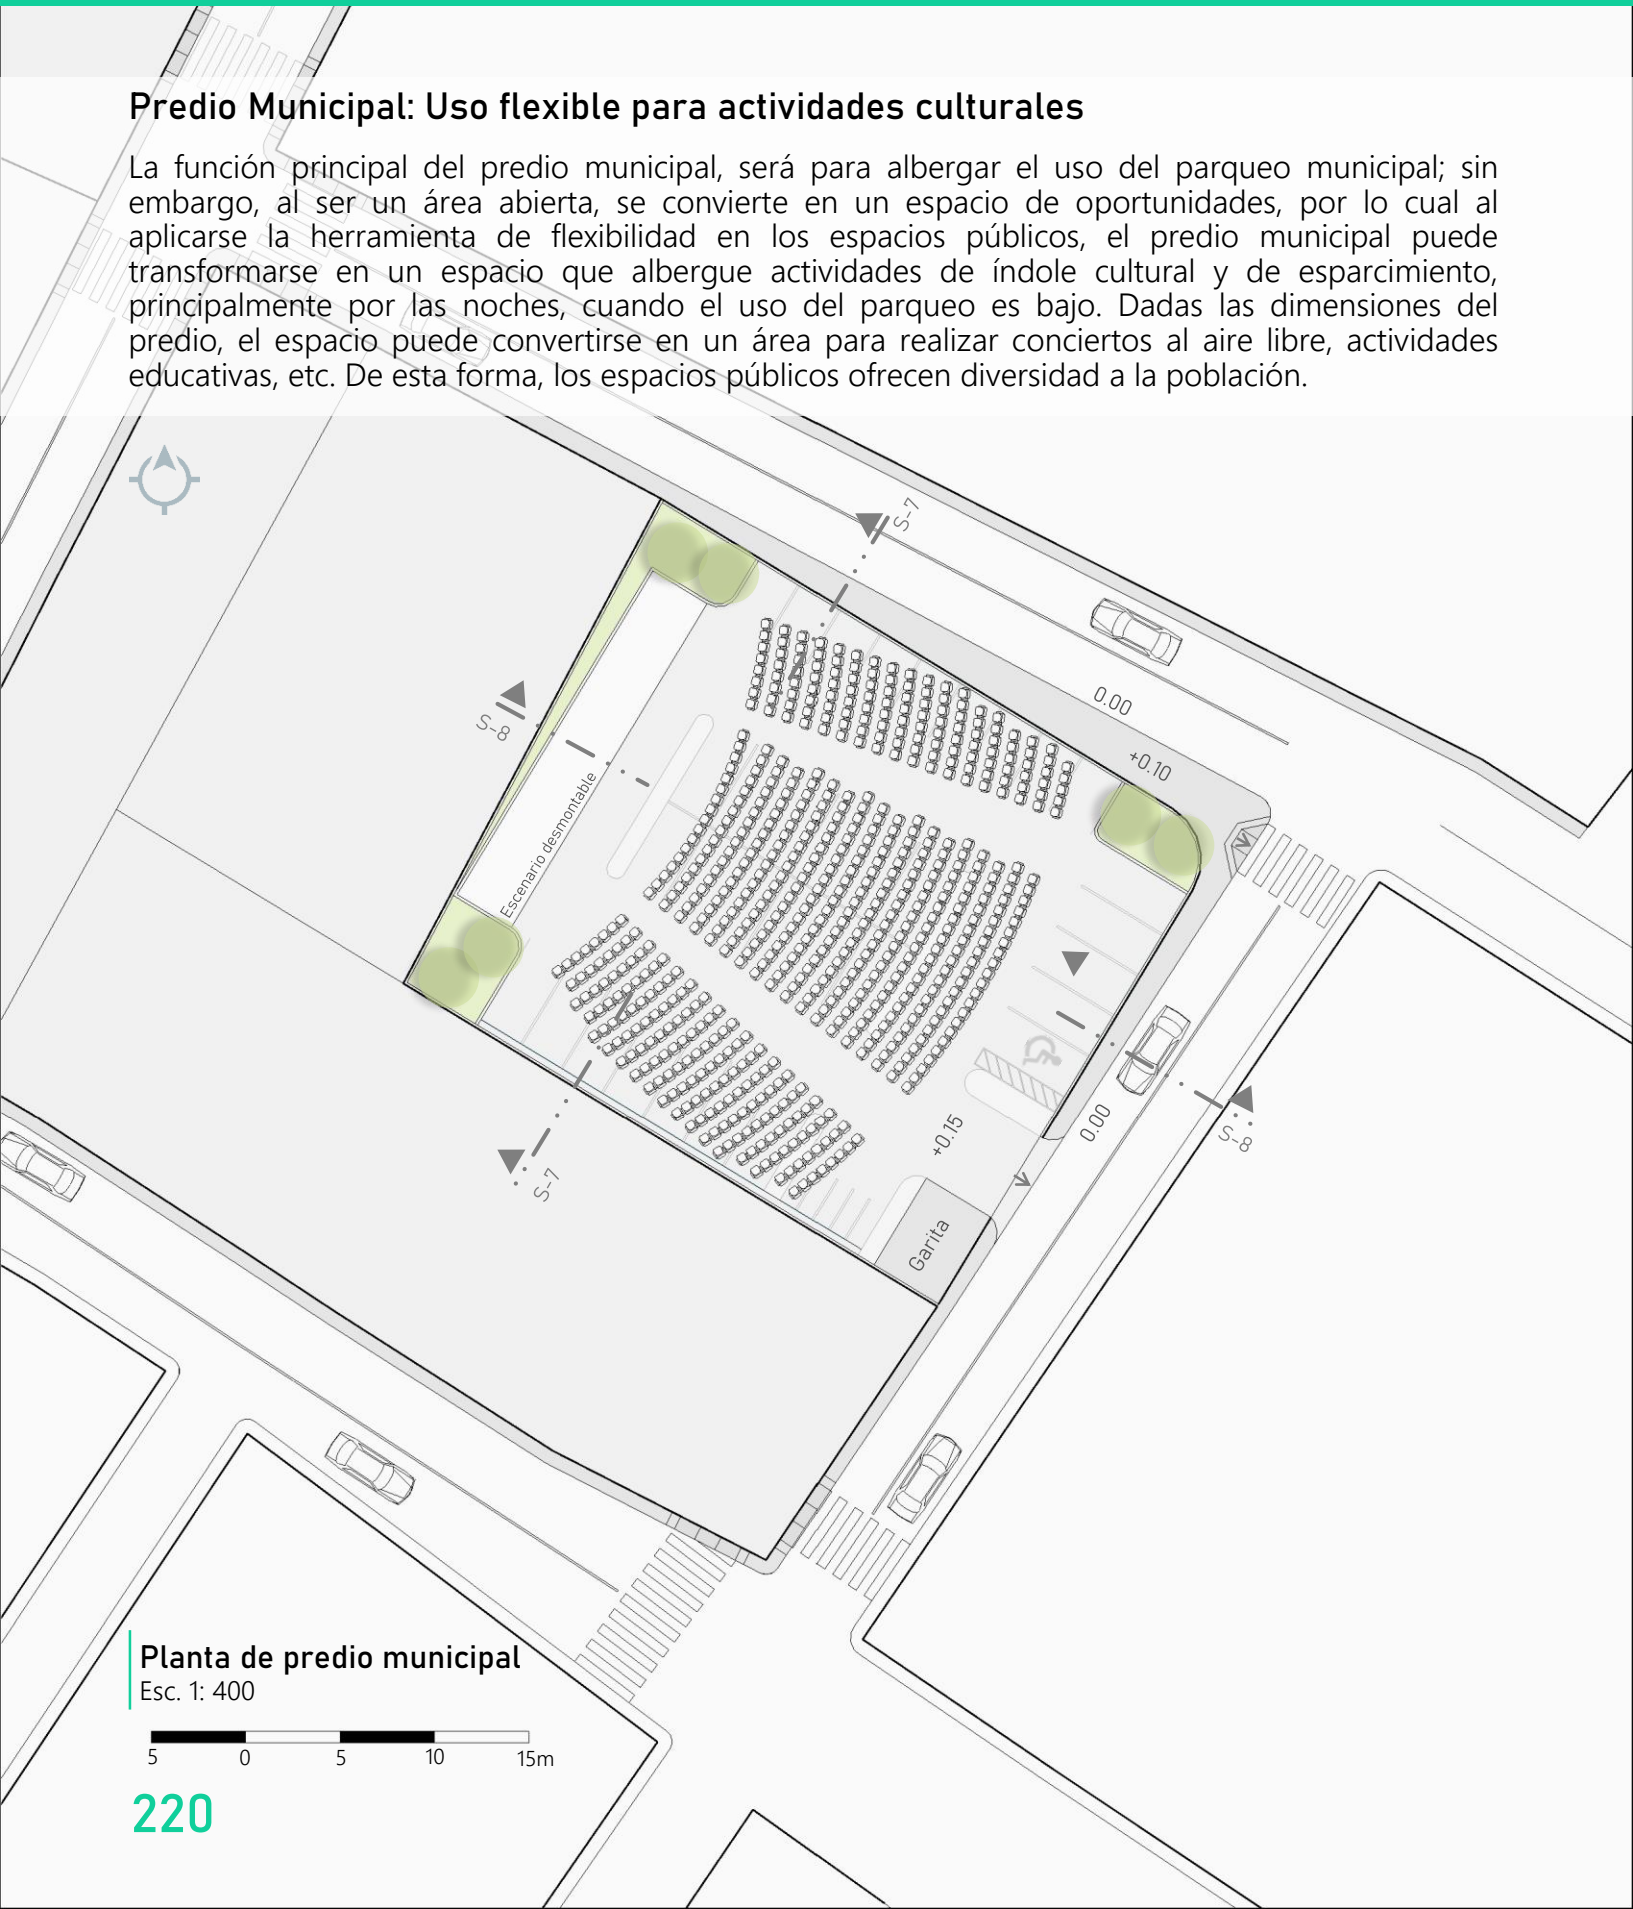 Predio Municipal: Uso flexible para actividades culturales
La función principal del predio municipal, será para albergar el uso del parqueo municipal; sin
embargo, al ser un área abierta, se convierte en un espacio de oportunidades, por lo cual al
aplicarse la herramienta de flexibilidad en los espacios públicos, el predio municipal puede
transformarse en un espacio que albergue actividades de índole cultural y de esparcimiento,
principalmente por las noches, cuando el uso del parqueo es bajo. Dadas las dimensiones del
predio, el espacio puede convertirse en un área para realizar conciertos al aire libre, actividades
educativas, etc. De esta forma, los espacios públicos ofrecen diversidad a la población.
S-7
0.00
S-8
+0.10
Escenario desmontable
+0.15
0.00
S-8
S-7
Garita
Planta de predio municipal
Esc. 1: 400
5 0 5 10 15m
220